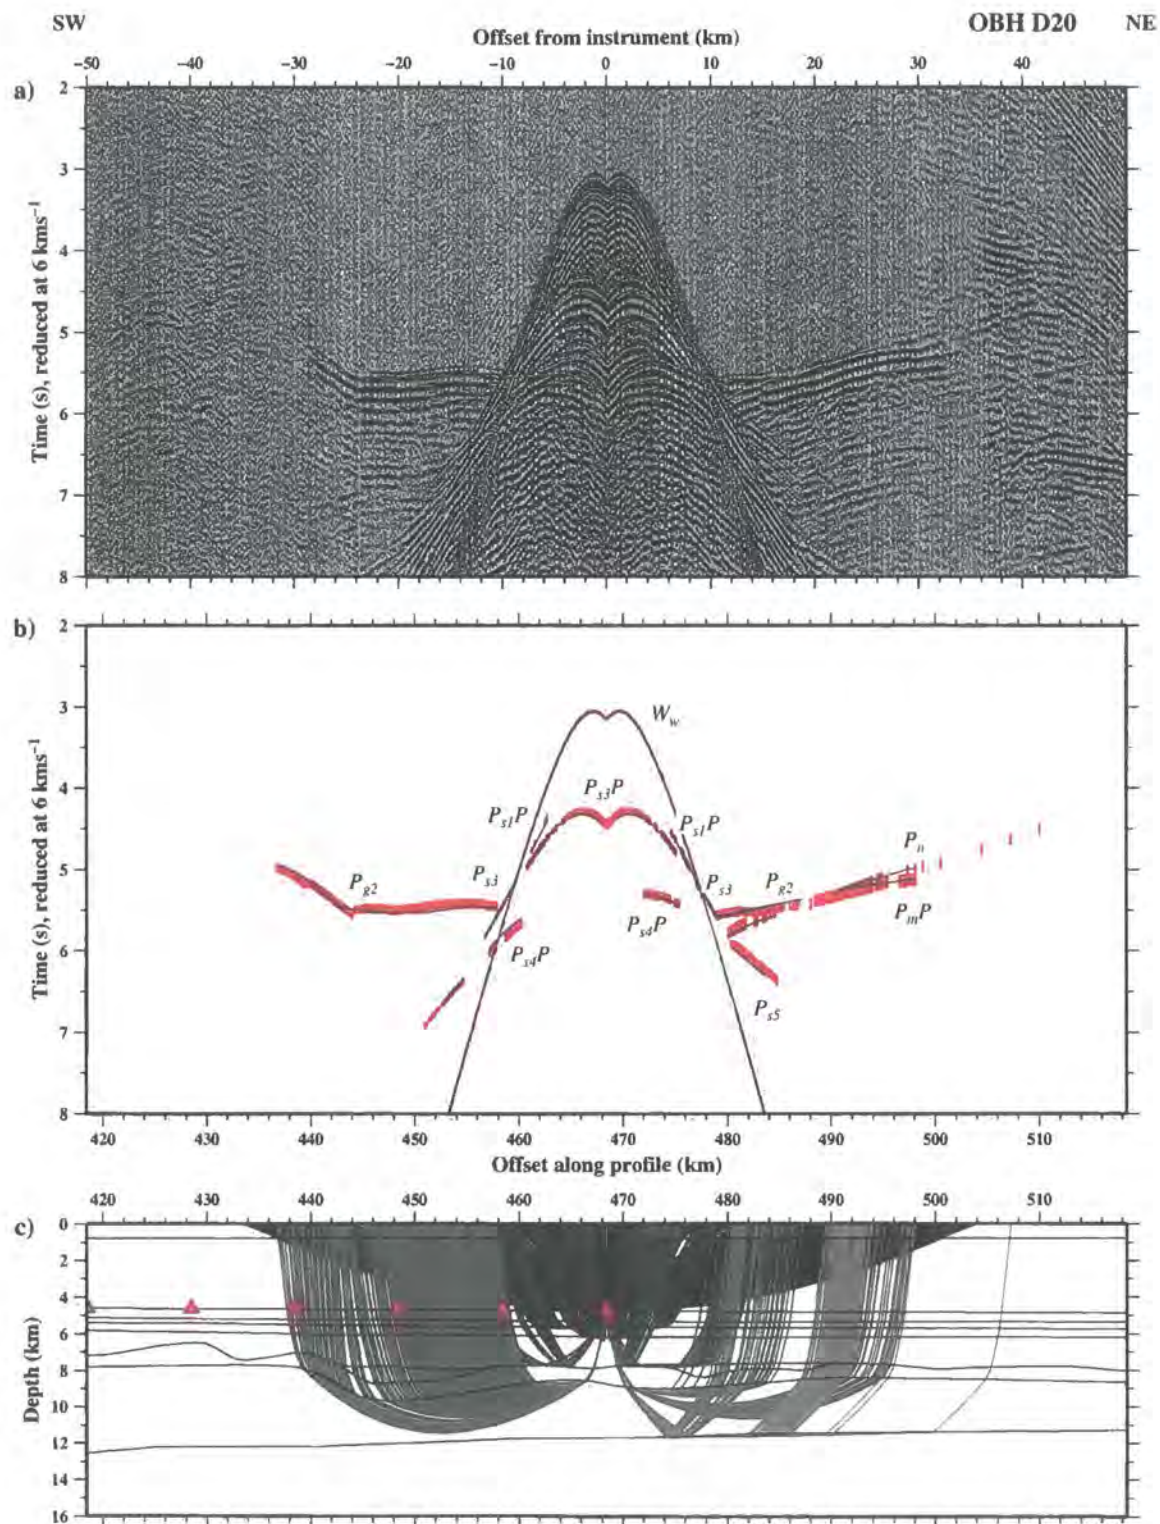 SW OBH D20 NE
Offset from instrument (km)
−50 −40 −30 −20 −10 0 10 20 30 40
a)
Time (s), reduced at 6 kms⁻¹
2
3
4
5
6
7
8
b)
Time (s), reduced at 6 kms⁻¹
2
3
4
5
6
7
8
W_w
P_s3P
P_s1P P_s1P
P_g2 P_s3 P_s3 P_g2 P_n
P_s4P P_s4P P_mP
P_s5
420 430 440 450 460 470 480 490 500 510
Offset along profile (km)
420 430 440 450 460 470 480 490 500 510
c)
Depth (km)
0
2
4
6
8
10
12
14
16